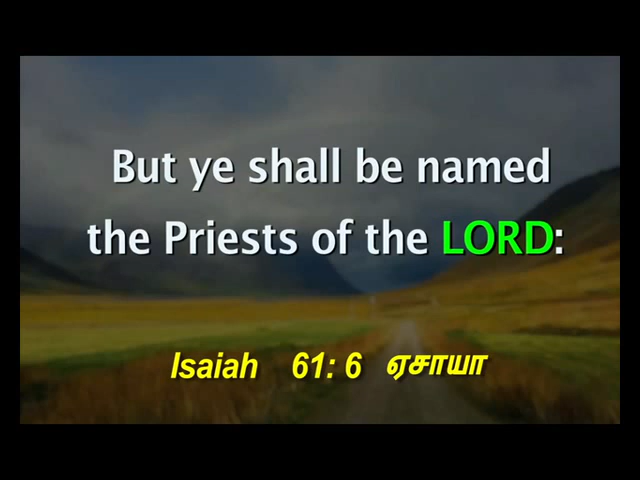 But ye shall be named
the Priests of the LORD:
Isaiah 61: 6 ஏசாயா